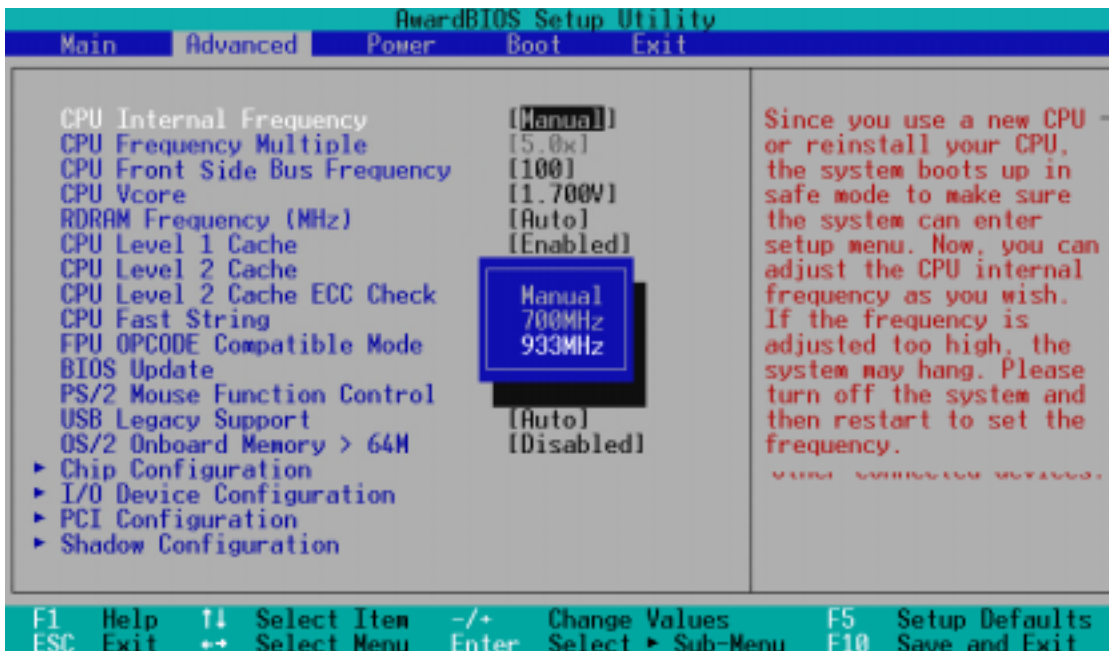 AwardBIOS Setup Utility
Main Advanced Power Boot Exit
CPU Internal Frequency [Manual]
CPU Frequency Multiple [5.0x]
CPU Front Side Bus Frequency [100]
CPU Vcore [1.700V]
RDRAM Frequency (MHz) [Auto]
CPU Level 1 Cache [Enabled]
CPU Level 2 Cache
CPU Level 2 Cache ECC Check
CPU Fast String
FPU OPCODE Compatible Mode
BIOS Update
PS/2 Mouse Function Control
USB Legacy Support [Auto]
OS/2 Onboard Memory > 64M [Disabled]
► Chip Configuration
► I/O Device Configuration
► PCI Configuration
► Shadow Configuration
Manual
700MHz
933MHz
Since you use a new CPU
or reinstall your CPU,
the system boots up in
safe mode to make sure
the system can enter
setup menu. Now, you can
adjust the CPU internal
frequency as you wish.
If the frequency is
adjusted too high, the
system may hang. Please
turn off the system and
then restart to set the
frequency.
other connected devices.
F1 Help ↑↓ Select Item -/+ Change Values F5 Setup Defaults
ESC Exit ←→ Select Menu Enter Select ► Sub-Menu F10 Save and Exit